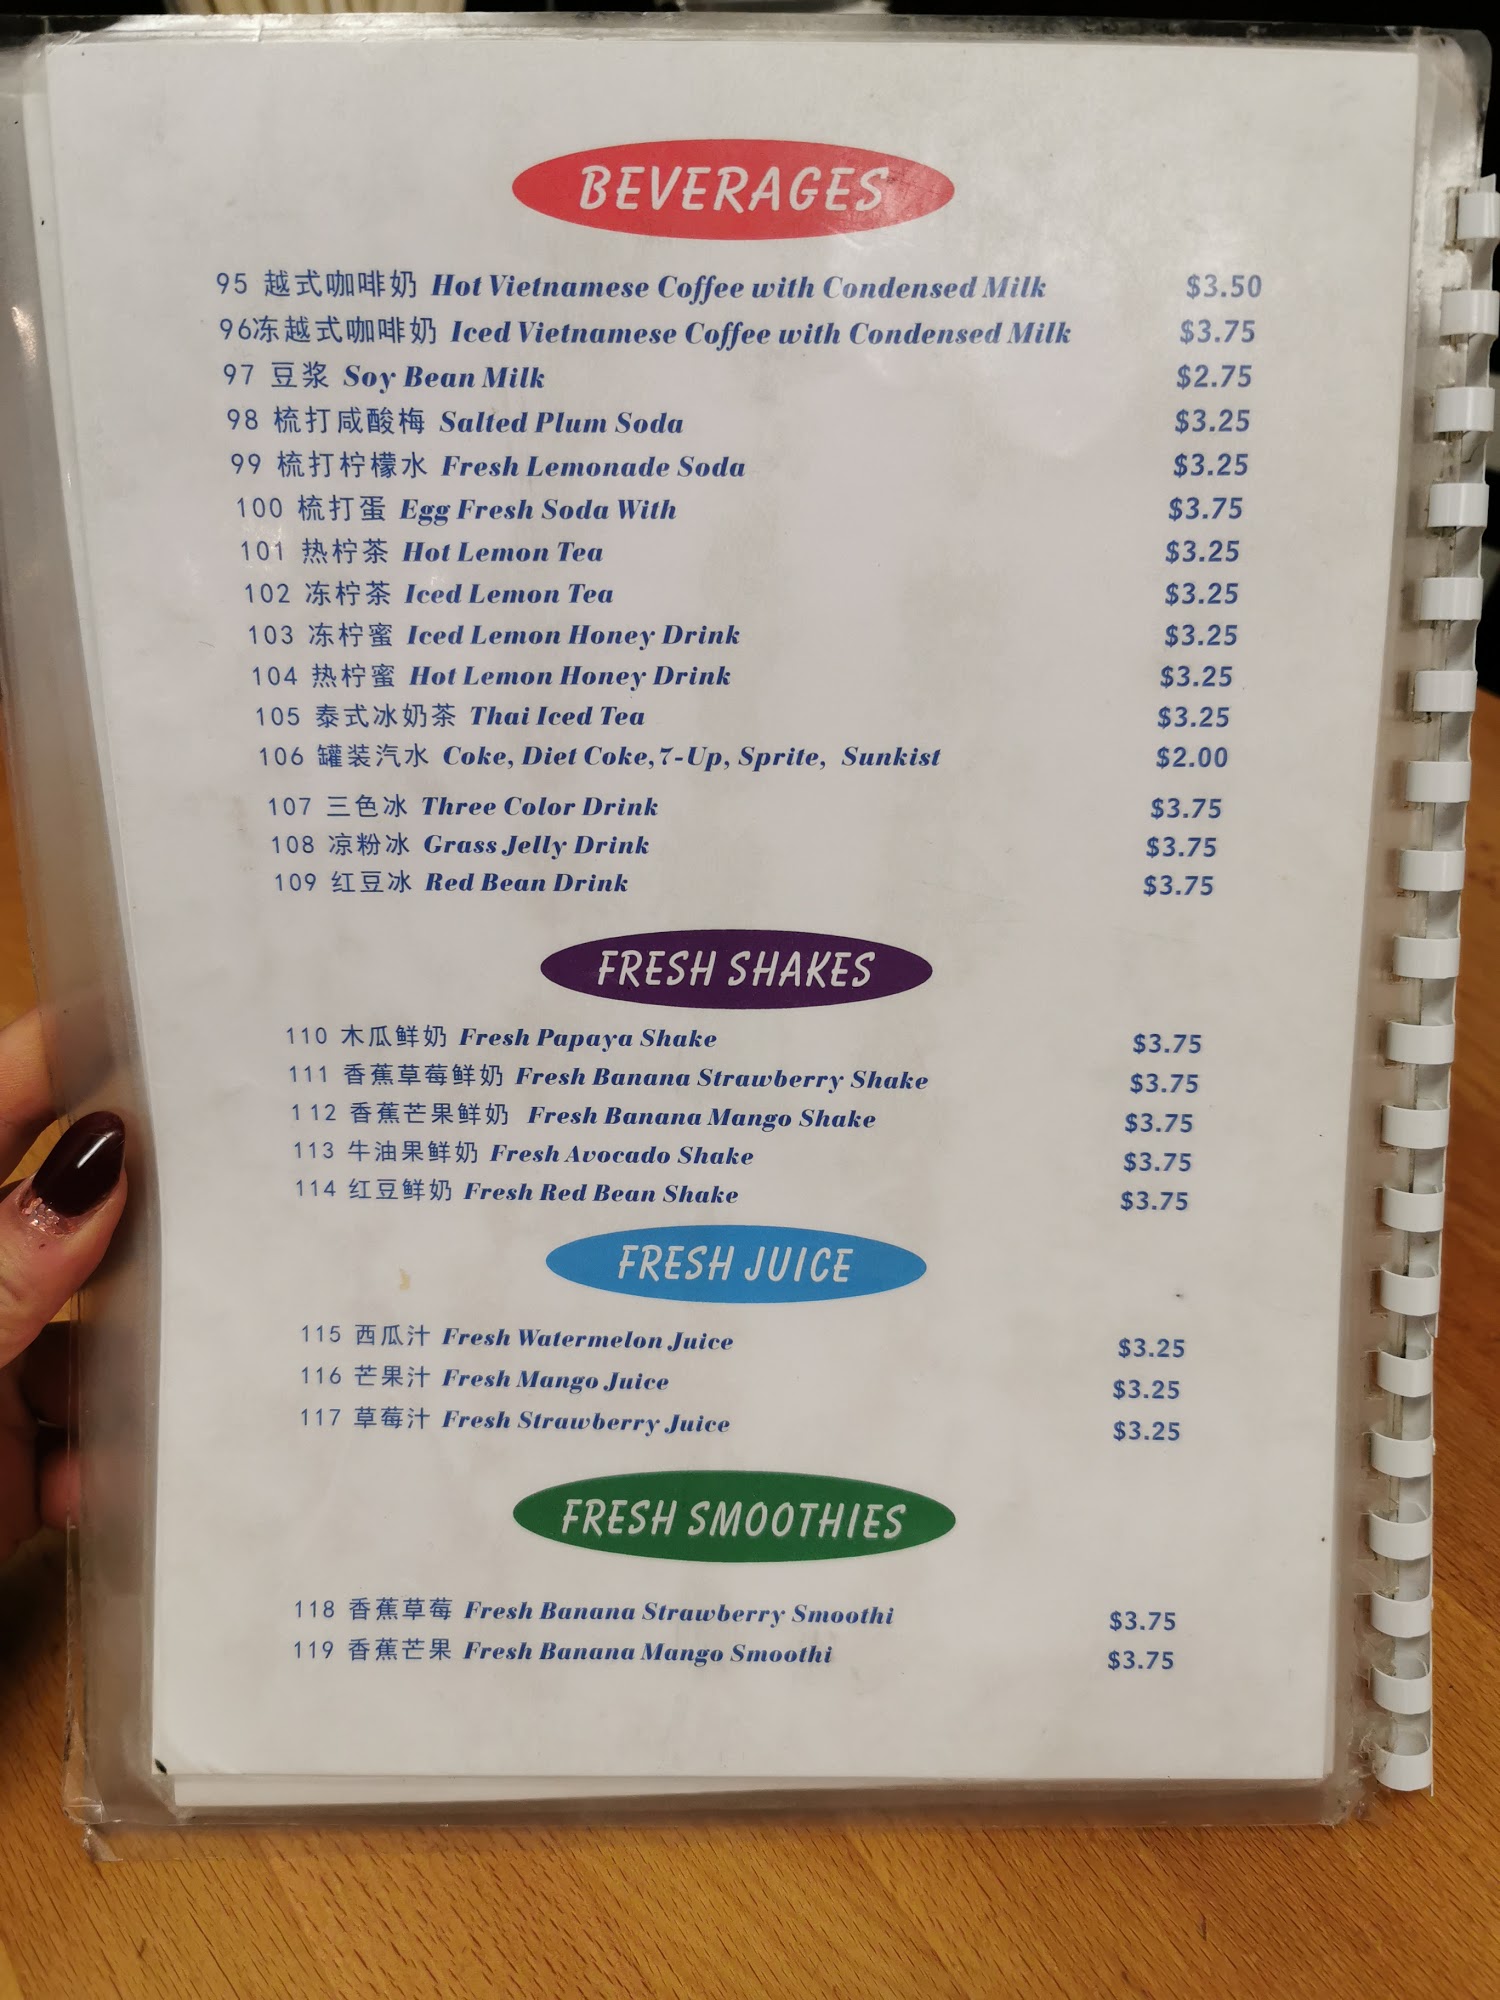 BEVERAGES
95 越式咖啡奶 Hot Vietnamese Coffee with Condensed Milk $3.50
96冻越式咖啡奶 Iced Vietnamese Coffee with Condensed Milk $3.75
97 豆浆 Soy Bean Milk $2.75
98 梳打咸酸梅 Salted Plum Soda $3.25
99 梳打柠檬水 Fresh Lemonade Soda $3.25
100 梳打蛋 Egg Fresh Soda With $3.75
101 热柠茶 Hot Lemon Tea $3.25
102 冻柠茶 Iced Lemon Tea $3.25
103 冻柠蜜 Iced Lemon Honey Drink $3.25
104 热柠蜜 Hot Lemon Honey Drink $3.25
105 泰式冰奶茶 Thai Iced Tea $3.25
106 罐装汽水 Coke, Diet Coke,7-Up, Sprite, Sunkist $2.00
107 三色冰 Three Color Drink $3.75
108 凉粉冰 Grass Jelly Drink $3.75
109 红豆冰 Red Bean Drink $3.75
FRESH SHAKES
110 木瓜鲜奶 Fresh Papaya Shake $3.75
111 香蕉草莓鲜奶 Fresh Banana Strawberry Shake $3.75
112 香蕉芒果鲜奶 Fresh Banana Mango Shake $3.75
113 牛油果鲜奶 Fresh Avocado Shake $3.75
114 红豆鲜奶 Fresh Red Bean Shake $3.75
FRESH JUICE
115 西瓜汁 Fresh Watermelon Juice $3.25
116 芒果汁 Fresh Mango Juice $3.25
117 草莓汁 Fresh Strawberry Juice $3.25
FRESH SMOOTHIES
118 香蕉草莓 Fresh Banana Strawberry Smoothi $3.75
119 香蕉芒果 Fresh Banana Mango Smoothi $3.75